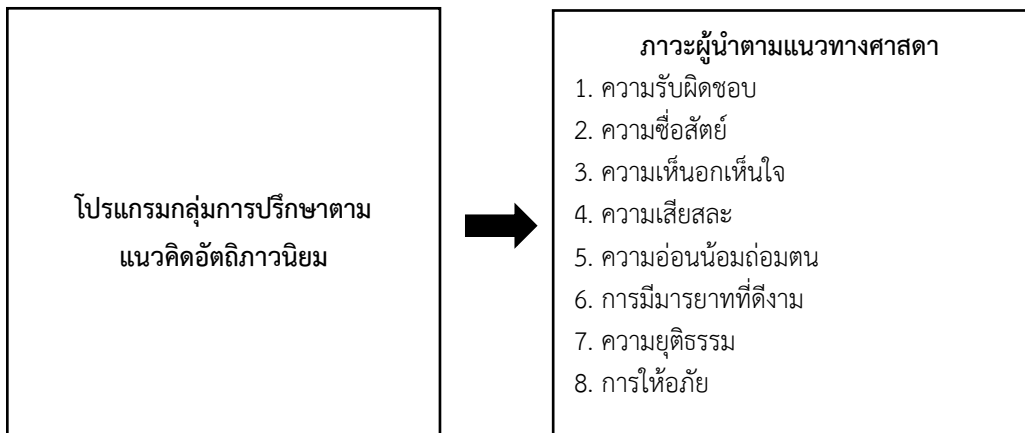 โปรแกรมกลุ่มการปรึกษาตาม
แนวคิดอัตถิภาวนิยม
ภาวะผู้นำตามแนวทางศาสดา
1. ความรับผิดชอบ
2. ความซื่อสัตย์
3. ความเห็นอกเห็นใจ
4. ความเสียสละ
5. ความอ่อนน้อมถ่อมตน
6. การมีมารยาทที่ดีงาม
7. ความยุติธรรม
8. การให้อภัย